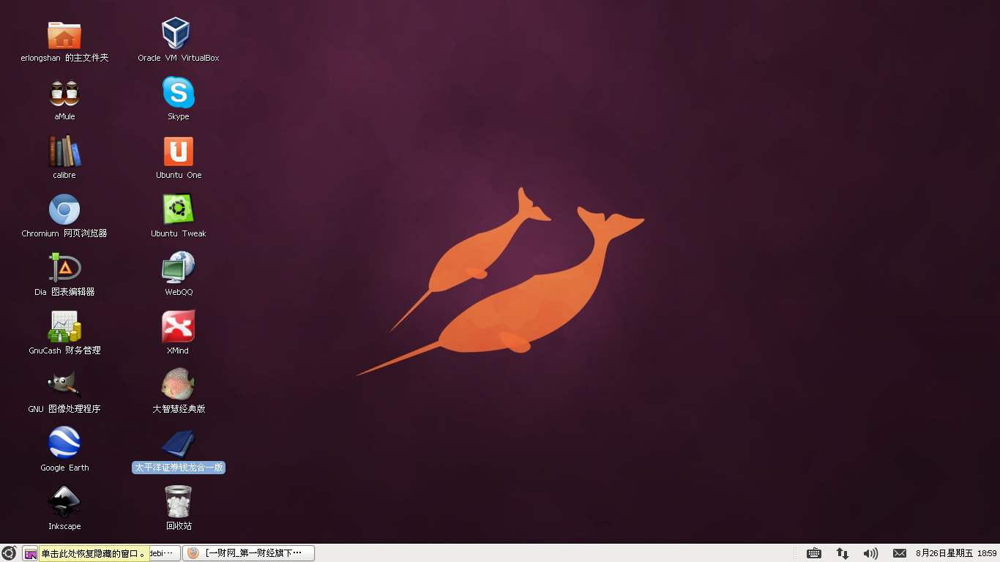 erlongshan 的主文件夹
Oracle VM VirtualBox
aMule
Skype
calibre
Ubuntu One
Chromium 网页浏览器
Ubuntu Tweak
Dia 图表编辑器
WebQQ
GnuCash 财务管理
XMind
GNU 图像处理程序
大智慧经典版
Google Earth
太平洋证券钱龙合一版
Inkscape
回收站
单击此处恢复隐藏的窗口。
debi…
[一财网_第一财经旗下…
8月26日星期五 18:59